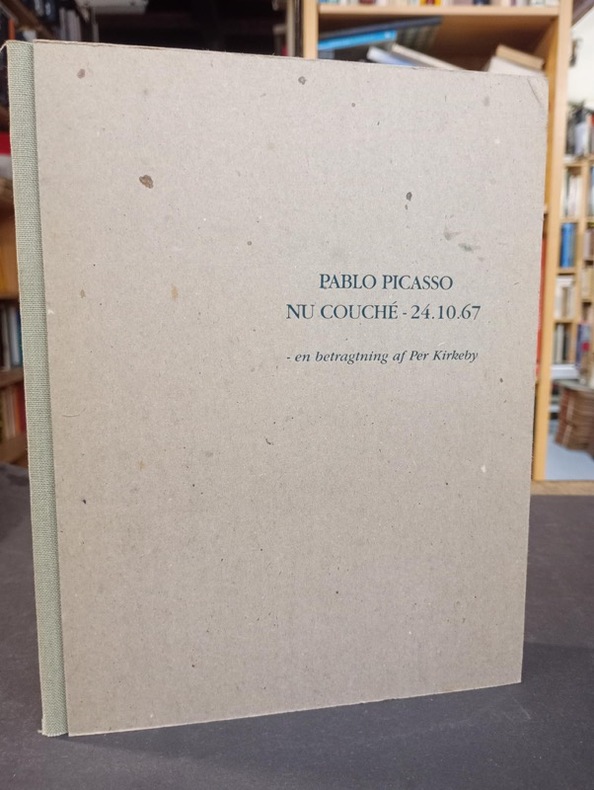 PABLO PICASSO
NU COUCHÉ - 24.10.67
- en betragtning af Per Kirkeby